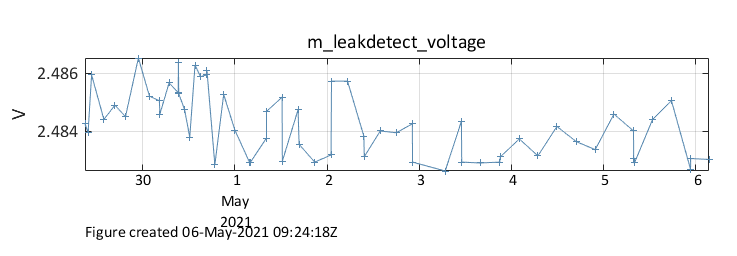 m_leakdetect_voltage
2.486
V
2.484
30 1 2 3 4 5 6
May
2021
Figure created 06-May-2021 09:24:18Z